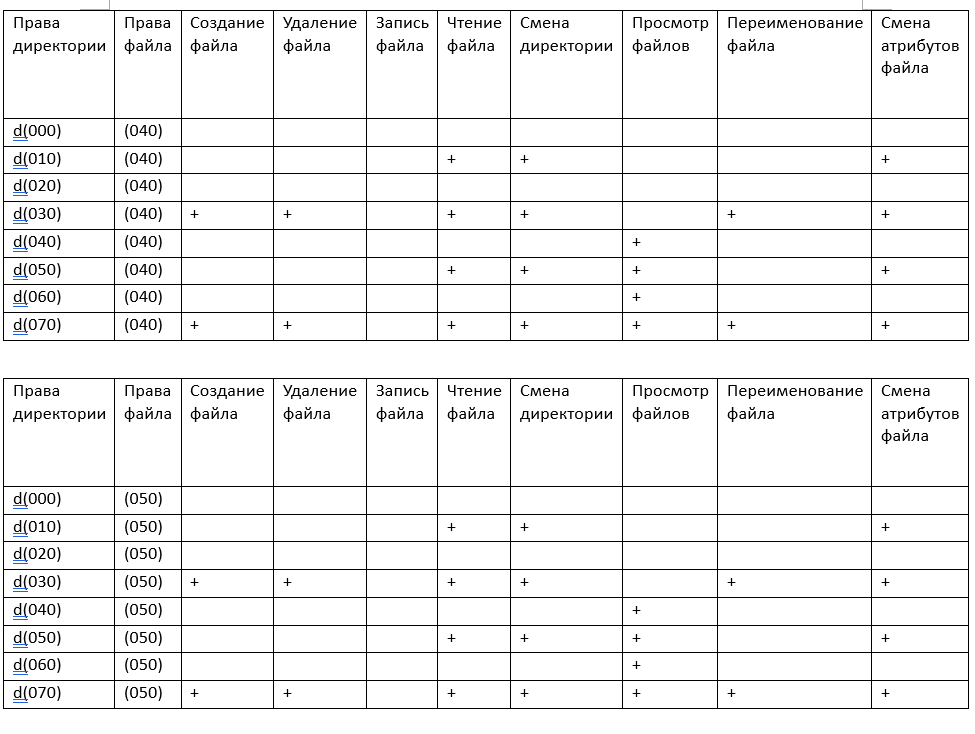 Права директории Права файла Создание файла Удаление файла Запись файла Чтение файла Смена директории Просмотр файлов Переименование файла Смена атрибутов файла
d(000) (040)
d(010) (040) + + +
d(020) (040)
d(030) (040) + + + + + +
d(040) (040) +
d(050) (040) + + + +
d(060) (040) +
d(070) (040) + + + + + + +
Права директории Права файла Создание файла Удаление файла Запись файла Чтение файла Смена директории Просмотр файлов Переименование файла Смена атрибутов файла
d(000) (050)
d(010) (050) + + +
d(020) (050)
d(030) (050) + + + + + +
d(040) (050) +
d(050) (050) + + + +
d(060) (050) +
d(070) (050) + + + + + + +